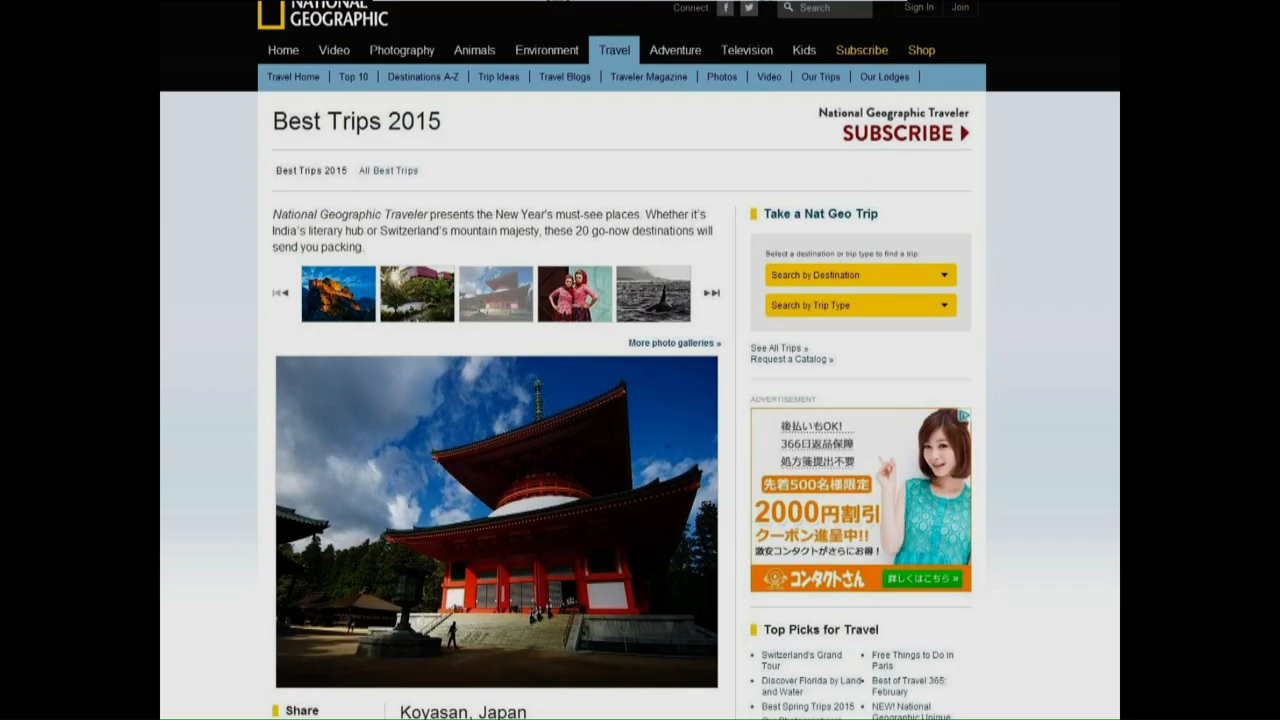 NATIONAL
GEOGRAPHIC
Connect
Search
Sign In
Join
Home Video Photography Animals Environment Travel Adventure Television Kids Subscribe Shop
Travel Home Top 10 Destinations A-Z Trip Ideas Travel Blogs Traveler Magazine Photos Video Our Trips Our Lodges
Best Trips 2015
National Geographic Traveler
SUBSCRIBE
Best Trips 2015 All Best Trips
National Geographic Traveler presents the New Year's must-see places. Whether it's
India's literary hub or Switzerland's mountain majesty, these 20 go-now destinations will
send you packing.
More photo galleries »
Share
Koyasan, Japan
Take a Nat Geo Trip
Select a destination or trip type to find a trip:
Search by Destination
Search by Trip Type
See All Trips »
Request a Catalog »
ADVERTISEMENT
後払いもOK!
366日返品保障
処方箋提出不要
先着500名様限定
2000円割引
クーポン進呈中!!
激安コンタクトがさらにお得!
コンタクトさん
詳しくはこちら »
Top Picks for Travel
• Switzerland's Grand
Tour
• Discover Florida by Land
and Water
• Best Spring Trips 2015
• Free Things to Do in
Paris
• Best of Travel 365:
February
• NEW! National
Geographic Unique